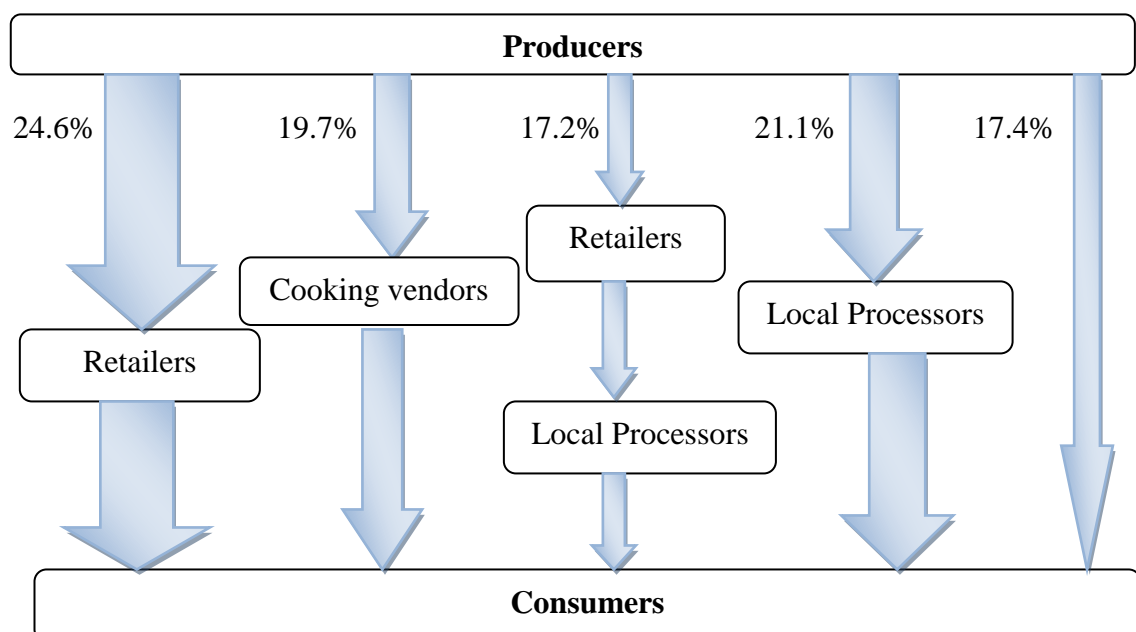 Producers
24.6%
19.7%
17.2%
21.1%
17.4%
Retailers
Cooking vendors
Local Processors
Retailers
Local Processors
Consumers